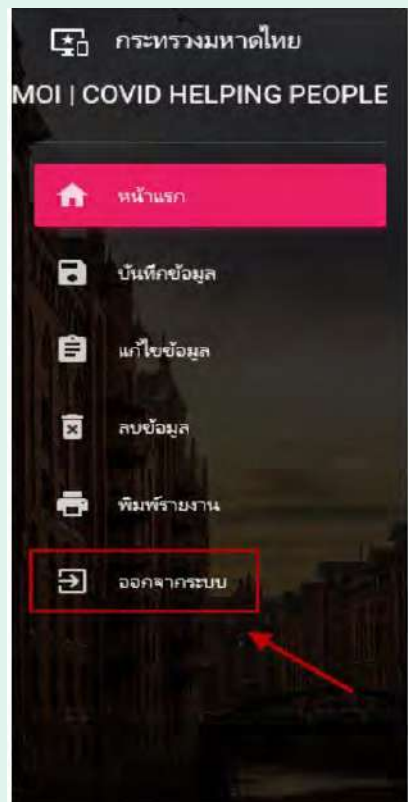 กระทรวงมหาดไทย
MOI | COVID HELPING PEOPLE
หน้าแรก
บันทึกข้อมูล
แก้ไขข้อมูล
ลบข้อมูล
พิมพ์รายงาน
ออกจากระบบ